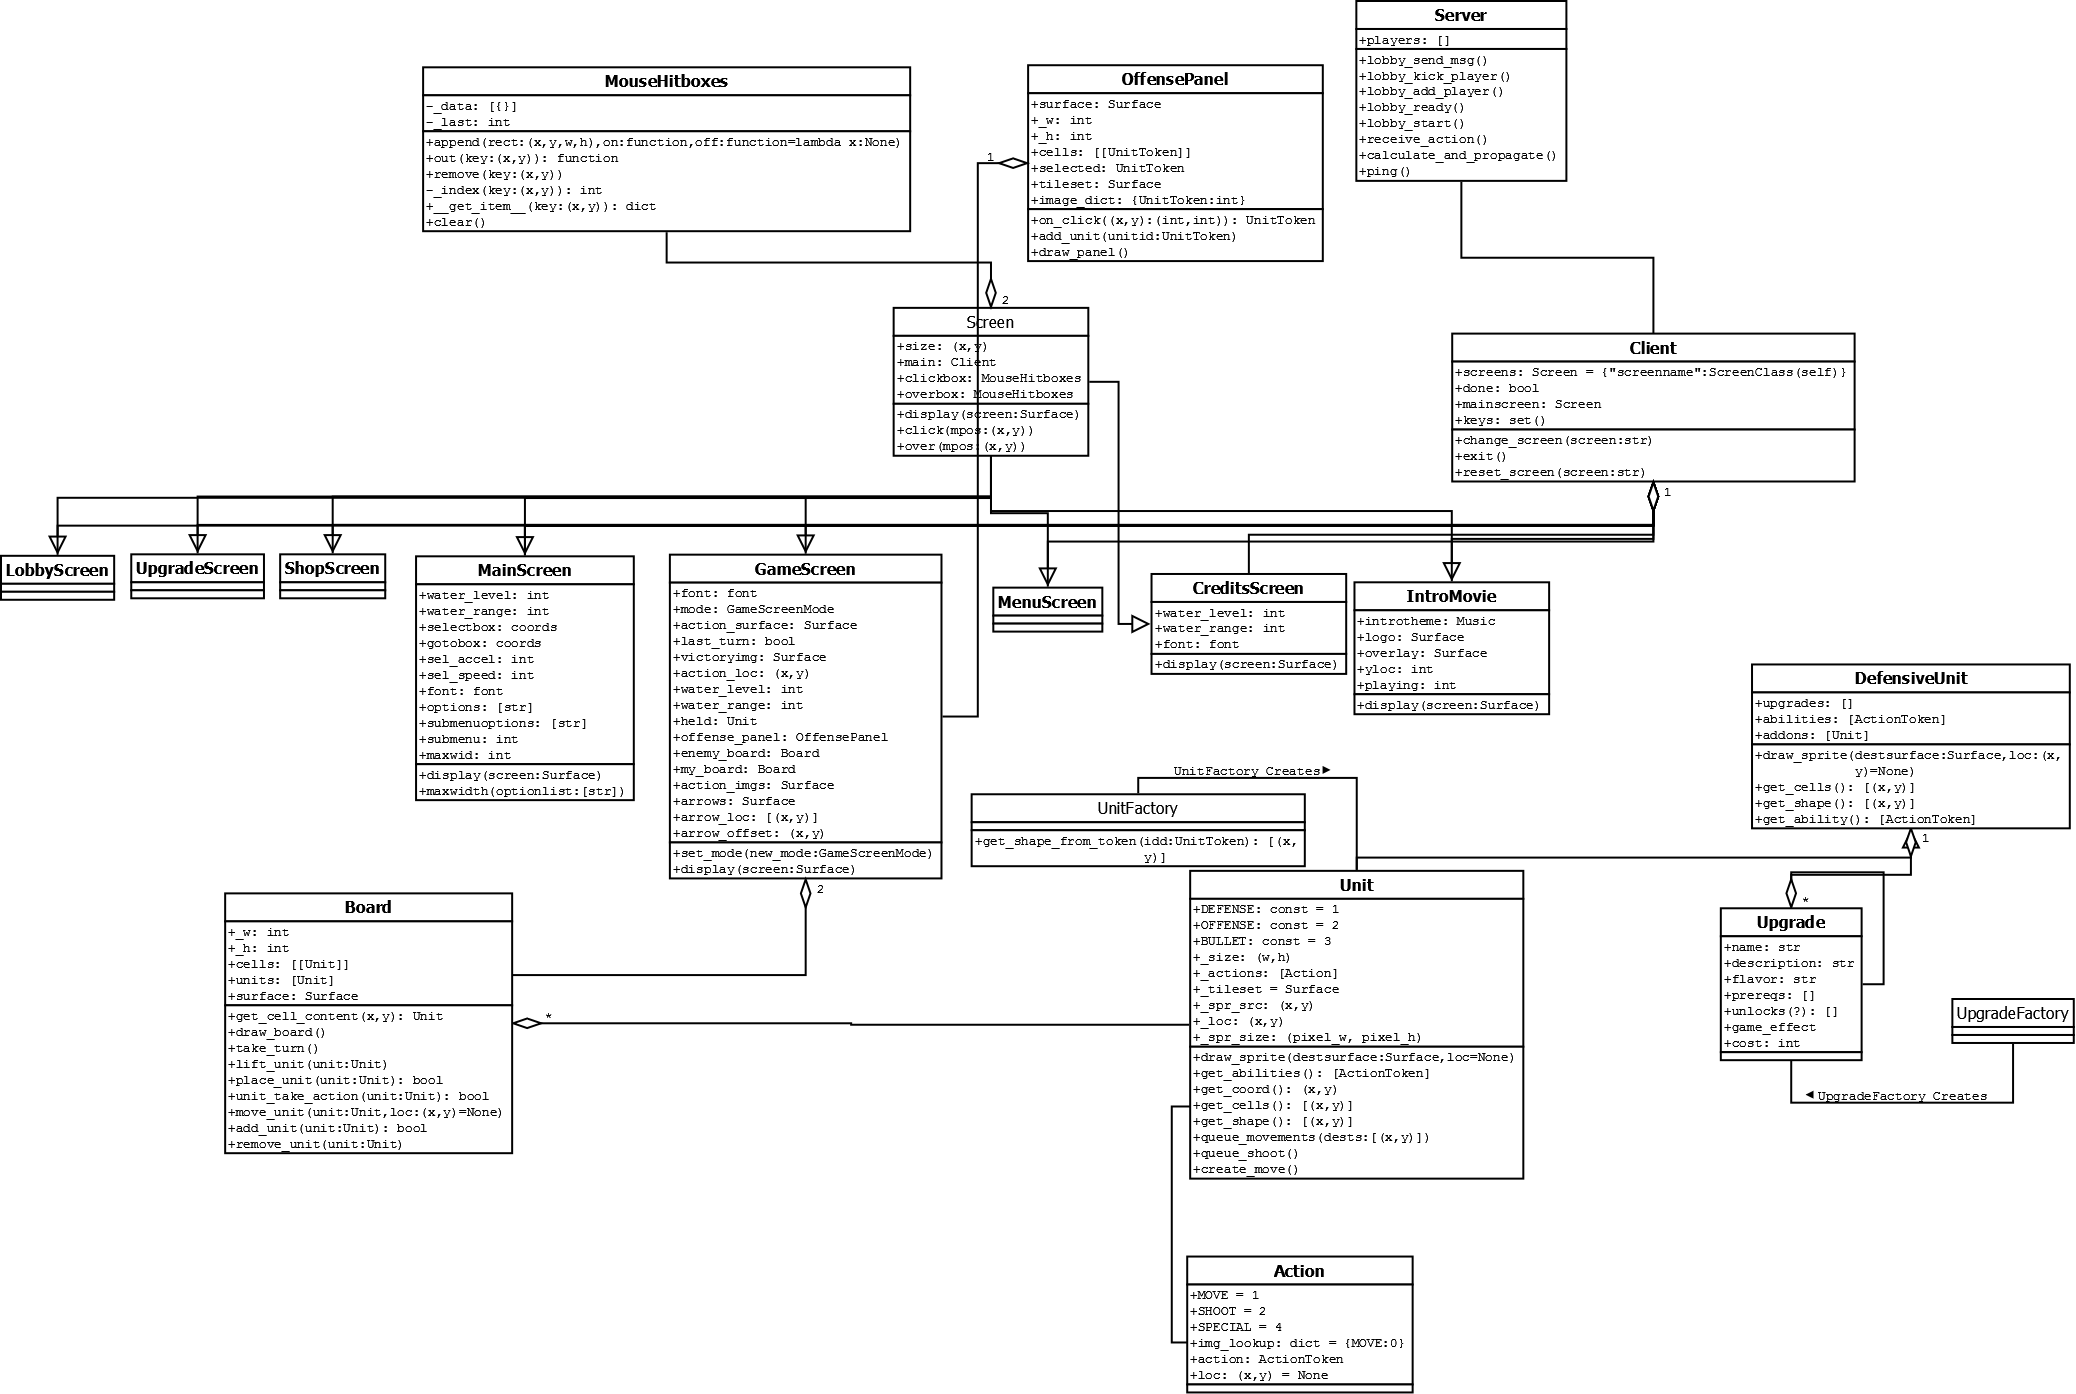 Server
+players: []
+lobby_send_msg()
+lobby_kick_player()
+lobby_add_player()
+lobby_ready()
+lobby_start()
+receive_action()
+calculate_and_propagate()
+ping()
MouseHitboxes
-_data: [{}]
-_last: int
+append(rect:(x,y,w,h),on:function,off:function=lambda x:None)
+out(key:(x,y)): function
+remove(key:(x,y))
-_index(key:(x,y)): int
+__get_item__(key:(x,y)): dict
+clear()
OffensePanel
+surface: Surface
+_w: int
+_h: int
+cells: [[UnitToken]]
+selected: UnitToken
+tileset: Surface
+image_dict: {UnitToken:int}
+on_click((x,y):(int,int)): UnitToken
+add_unit(unitid:UnitToken)
+draw_panel()
1
2
Screen
+size: (x,y)
+main: Client
+clickbox: MouseHitboxes
+overbox: MouseHitboxes
+display(screen:Surface)
+click(mpos:(x,y))
+over(mpos:(x,y))
Client
+screens: Screen = {"screenname":ScreenClass(self)}
+done: bool
+mainscreen: Screen
+keys: set()
+change_screen(screen:str)
+exit()
+reset_screen(screen:str)
1
LobbyScreen
UpgradeScreen
ShopScreen
MainScreen
+water_level: int
+water_range: int
+selectbox: coords
+gotobox: coords
+sel_accel: int
+sel_speed: int
+font: font
+options: [str]
+submenuoptions: [str]
+submenu: int
+maxwid: int
+display(screen:Surface)
+maxwidth(optionlist:[str])
GameScreen
+font: font
+mode: GameScreenMode
+action_surface: Surface
+last_turn: bool
+victoryimg: Surface
+action_loc: (x,y)
+water_level: int
+water_range: int
+held: Unit
+offense_panel: OffensePanel
+enemy_board: Board
+my_board: Board
+action_imgs: Surface
+arrows: Surface
+arrow_loc: [(x,y)]
+arrow_offset: (x,y)
+set_mode(new_mode:GameScreenMode)
+display(screen:Surface)
2
MenuScreen
CreditsScreen
+water_level: int
+water_range: int
+font: font
+display(screen:Surface)
IntroMovie
+introtheme: Music
+logo: Surface
+overlay: Surface
+yloc: int
+playing: int
+display(screen:Surface)
DefensiveUnit
+upgrades: []
+abilities: [ActionToken]
+addons: [Unit]
+draw_sprite(destsurface:Surface,loc:(x,
y)=None)
+get_cells(): [(x,y)]
+get_shape(): [(x,y)]
+get_ability(): [ActionToken]
1
UnitFactory Creates►
UnitFactory
+get_shape_from_token(idd:UnitToken): [(x,
y)]
Board
+_w: int
+_h: int
+cells: [[Unit]]
+units: [Unit]
+surface: Surface
+get_cell_content(x,y): Unit
+draw_board()
+take_turn()
+lift_unit(unit:Unit)
+place_unit(unit:Unit): bool
+unit_take_action(unit:Unit): bool
+move_unit(unit:Unit,loc:(x,y)=None)
+add_unit(unit:Unit): bool
+remove_unit(unit:Unit)
*
Unit
+DEFENSE: const = 1
+OFFENSE: const = 2
+BULLET: const = 3
+_size: (w,h)
+_actions: [Action]
+_tileset = Surface
+_spr_src: (x,y)
+_loc: (x,y)
+_spr_size: (pixel_w, pixel_h)
+draw_sprite(destsurface:Surface,loc=None)
+get_abilities(): [ActionToken]
+get_coord(): (x,y)
+get_cells(): [(x,y)]
+get_shape(): [(x,y)]
+queue_movements(dests:[(x,y)])
+queue_shoot()
+create_move()
*
Upgrade
+name: str
+description: str
+flavor: str
+prereqs: []
+unlocks(?): []
+game_effect
+cost: int
UpgradeFactory
◄UpgradeFactory Creates
Action
+MOVE = 1
+SHOOT = 2
+SPECIAL = 4
+img_lookup: dict = {MOVE:0}
+action: ActionToken
+loc: (x,y) = None